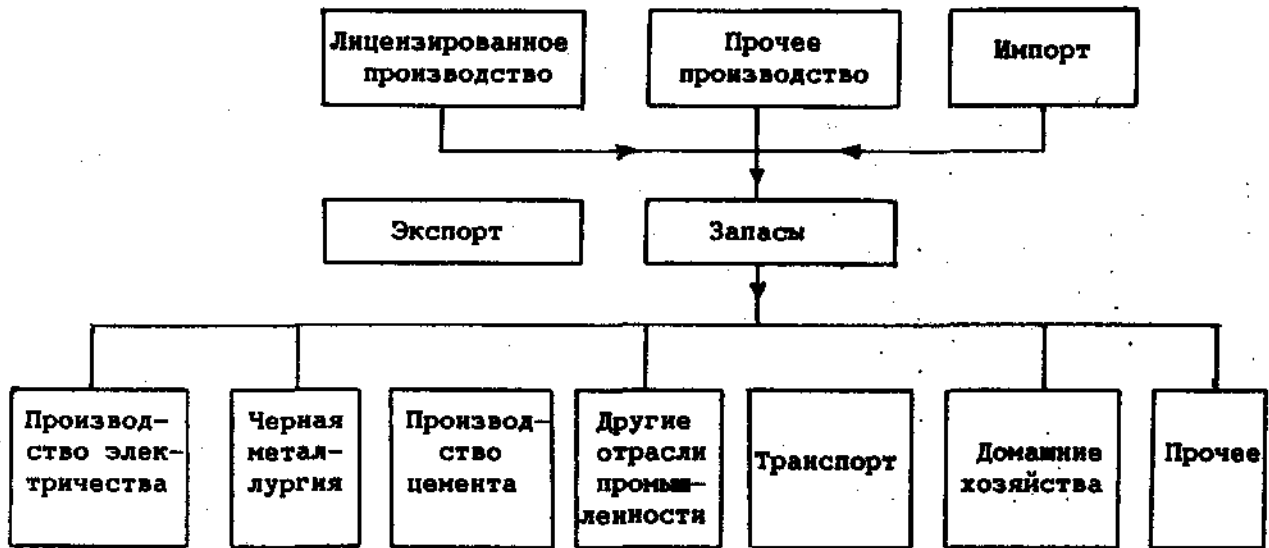 Лицензированное
производство
Прочее
производство
Импорт
Экспорт
Запасы
Производ-
ство элек-
тричества
Черная
метал-
лургия
Производ-
ство
цемента
Другие
отрасли
промыш-
ленности
Транспорт
Домашние
хозяйства
Прочее